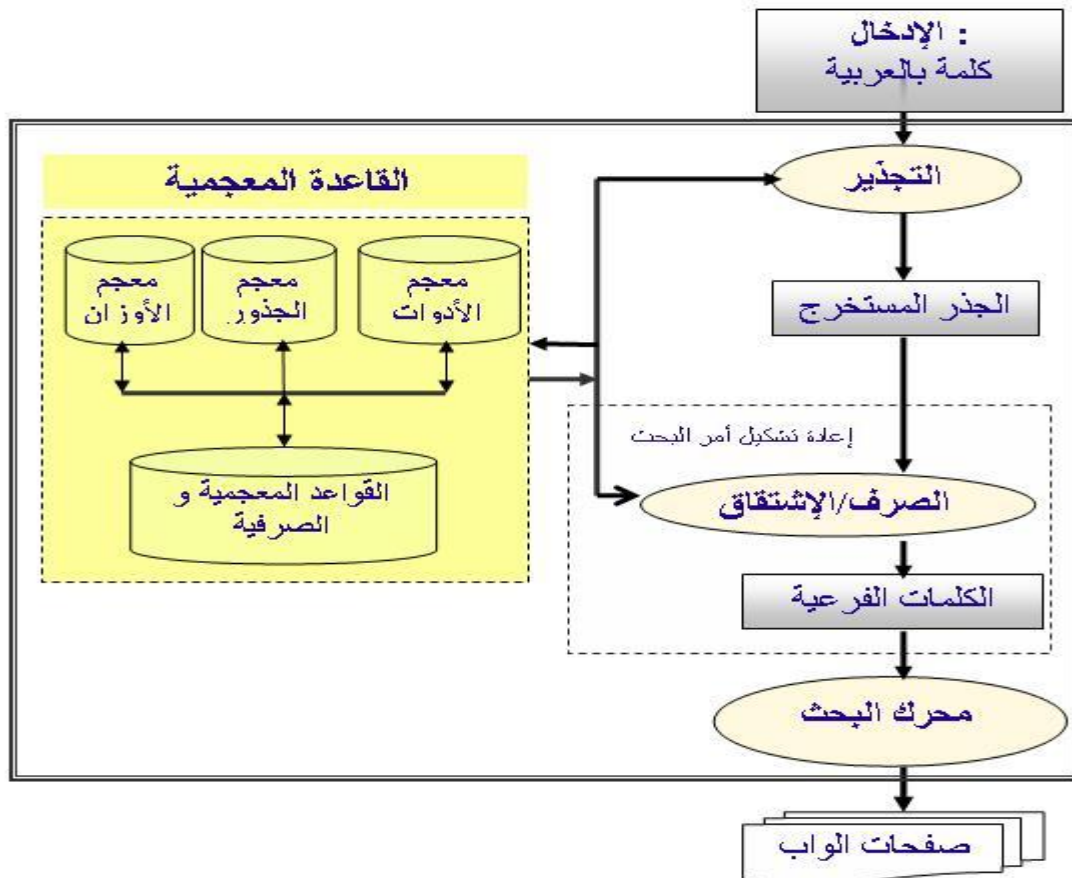 الإدخال :
كلمة بالعربية
التجذير
القاعدة المعجمية
معجم
الأدوات
معجم
الجذور
معجم
الأوزان
الجذر المستخرج
إعادة تشكيل أمر البحث
القواعد المعجمية و
الصرفية
الصرف/الإشتقاق
الكلمات الفرعية
محرك البحث
صفحات الواب